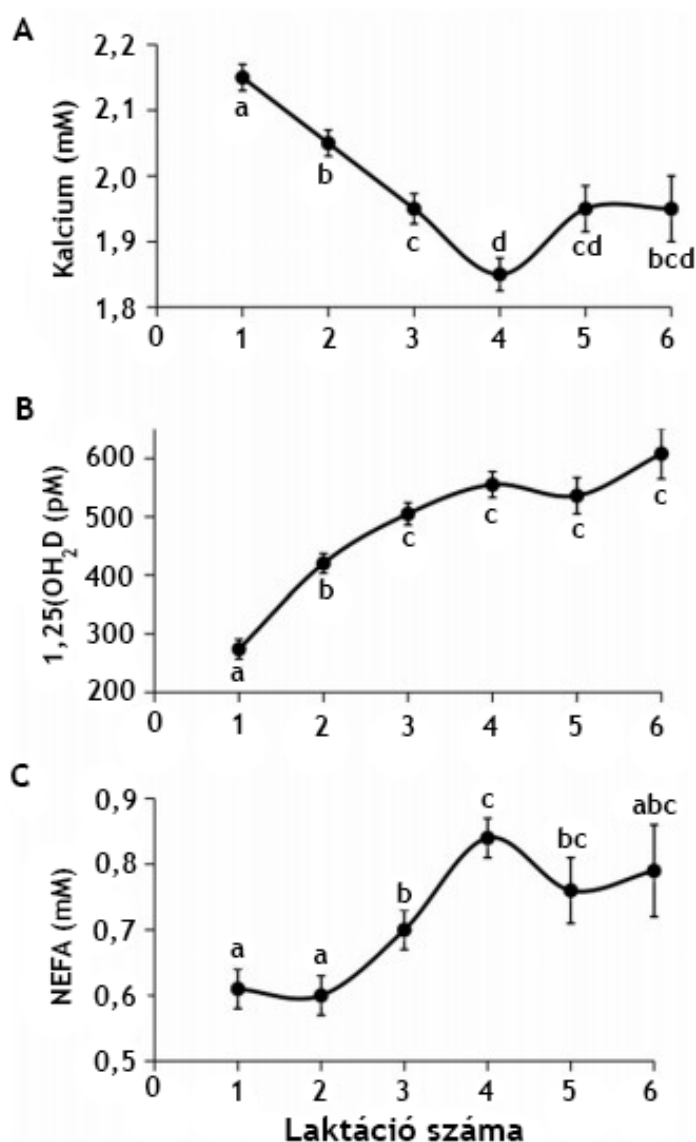 A
Kalcium (mM)
2,2
2,1
2,0
1,9
1,8
a
b
c
d
cd
bcd
0 1 2 3 4 5 6
B
1,25(OH₂D (pM)
600
500
400
300
200
a
b
c
c
c
c
0 1 2 3 4 5 6
C
NEFA (mM)
0,9
0,8
0,7
0,6
0,5
a
a
b
c
bc
abc
0 1 2 3 4 5 6
Laktáció száma